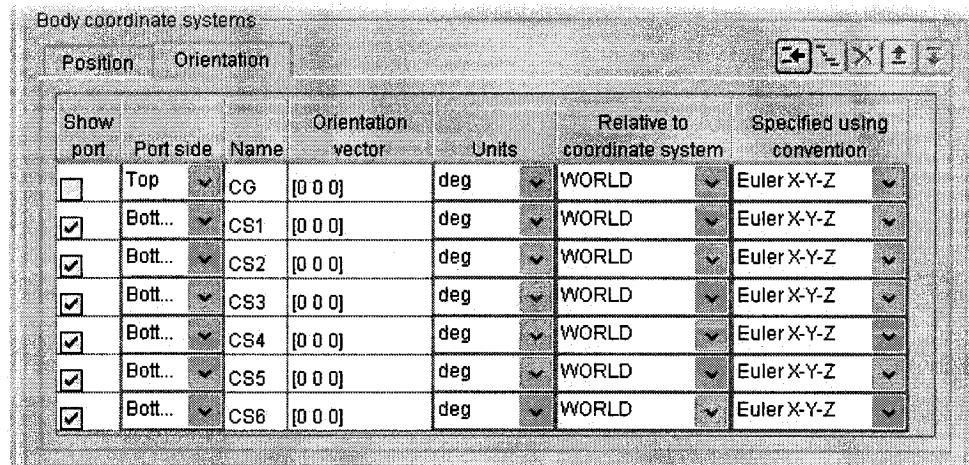 Body coordinate systems
Position Orientation
Show port Port side Name Orientation vector Units Relative to coordinate system Specified using convention
Top CG [0 0 0] deg WORLD Euler X-Y-Z
Bott... CS1 [0 0 0] deg WORLD Euler X-Y-Z
Bott... CS2 [0 0 0] deg WORLD Euler X-Y-Z
Bott... CS3 [0 0 0] deg WORLD Euler X-Y-Z
Bott... CS4 [0 0 0] deg WORLD Euler X-Y-Z
Bott... CS5 [0 0 0] deg WORLD Euler X-Y-Z
Bott... CS6 [0 0 0] deg WORLD Euler X-Y-Z